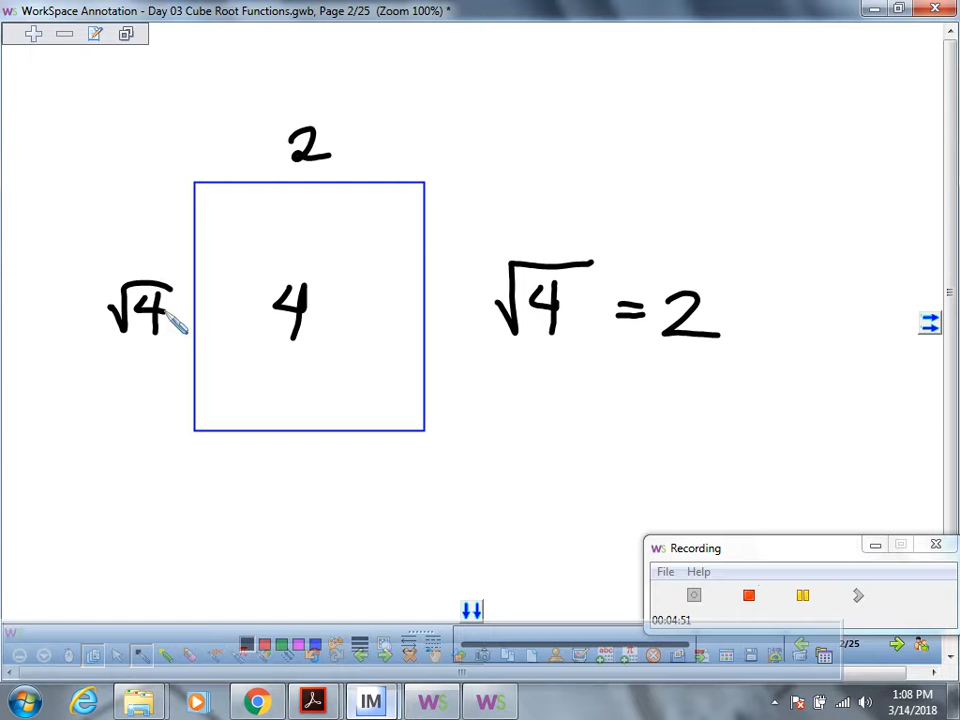 WorkSpace Annotation - Day 03 Cube Root Functions.gwb, Page 2/25 (Zoom 100%) *
2
√4
4
√4 = 2
WS Recording
File Help
00:04:51
2/25
IM
1:08 PM
3/14/2018